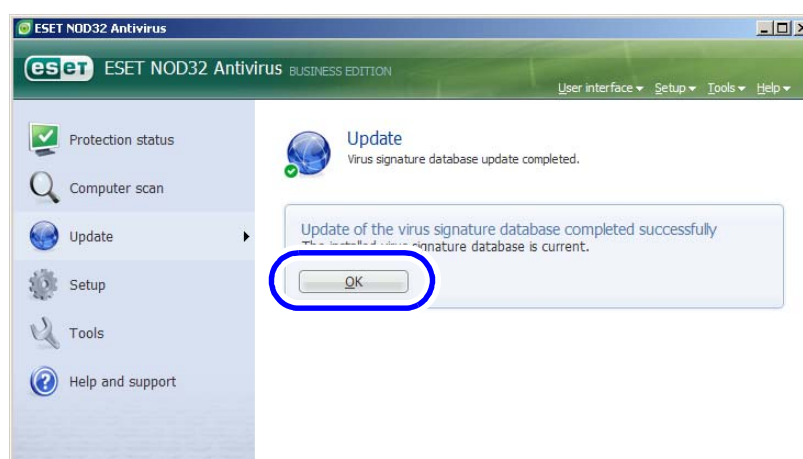 ESET NOD32 Antivirus
eseT ESET NOD32 Antivirus BUSINESS EDITION
User interface Setup Tools Help
Protection status
Computer scan
Update
Setup
Tools
Help and support
Update
Virus signature database update completed.
Update of the virus signature database completed successfully
The installed virus signature database is current.
OK